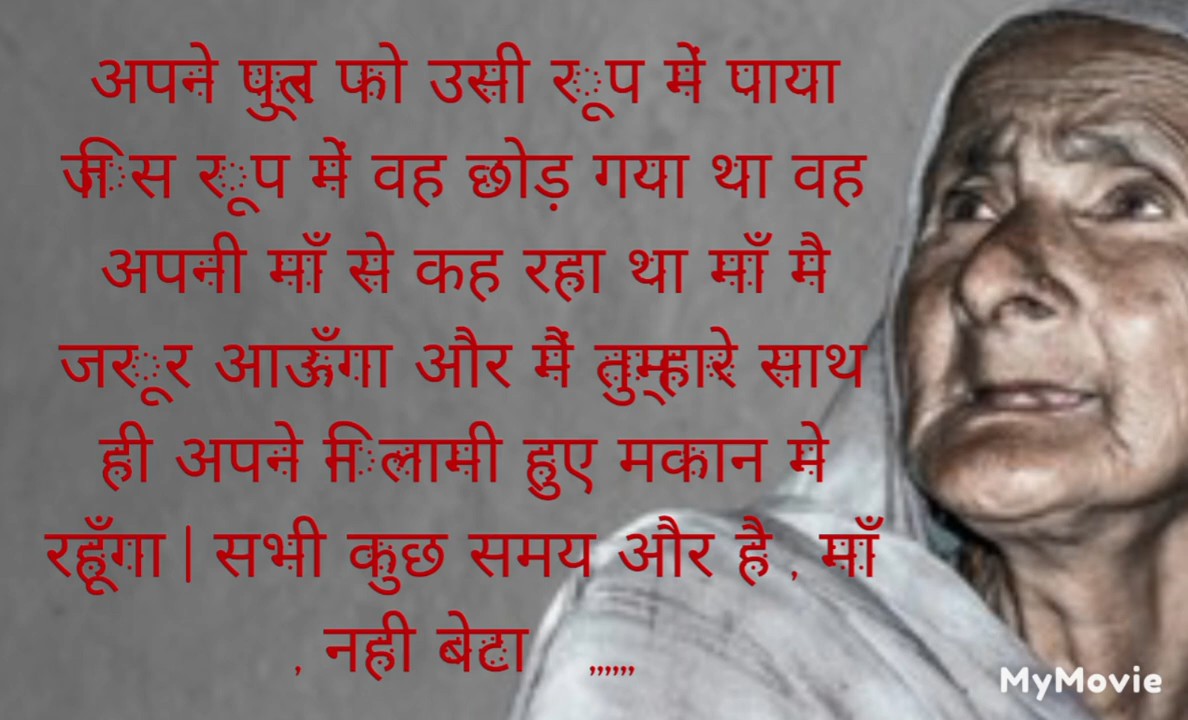 अपने पुत्र को उसी रूप में पाया
जिस रूप में वह छोड़ गया था वह
अपनी माँ से कह रहा था माँ मै
जरूर आऊँगा और मैं तुम्हारे साथ
ही अपने निलामी हुए मकान मे
रहूँगा | सभी कुछ समय और है , माँ
, नही बेटा ,,,,,,
MyMovie